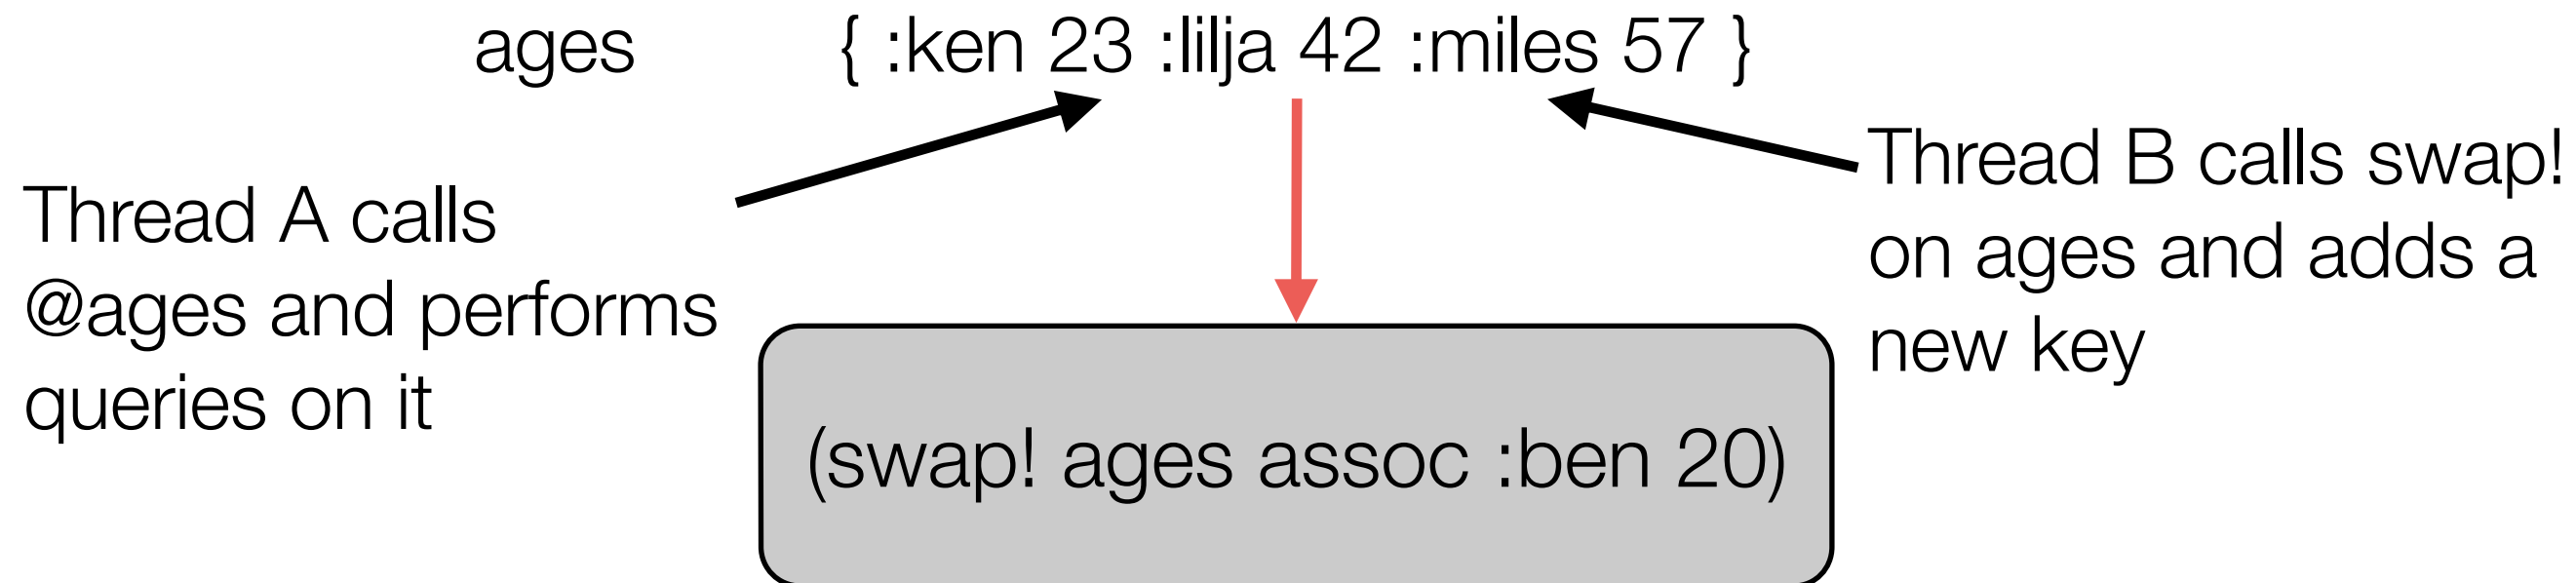 ages { :ken 23 :lilja 42 :miles 57 }
Thread A calls
@ages and performs
queries on it
Thread B calls swap!
on ages and adds a
new key
(swap! ages assoc :ben 20)